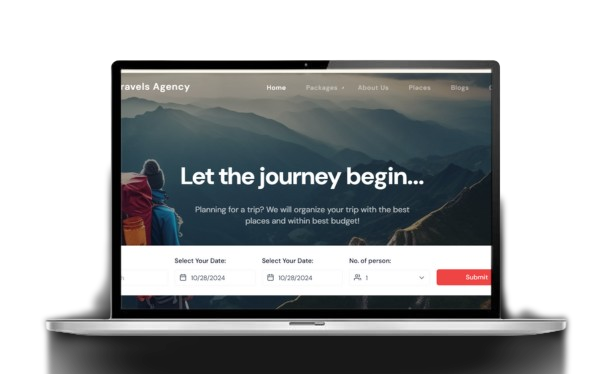 ravels Agency
Home Packages About Us Places Blogs
Let the journey begin...
Planning for a trip? We will organize your trip with the best
places and within best budget!
Select Your Date: Select Your Date: No. of person:
10/28/2024 10/28/2024 1 Submit